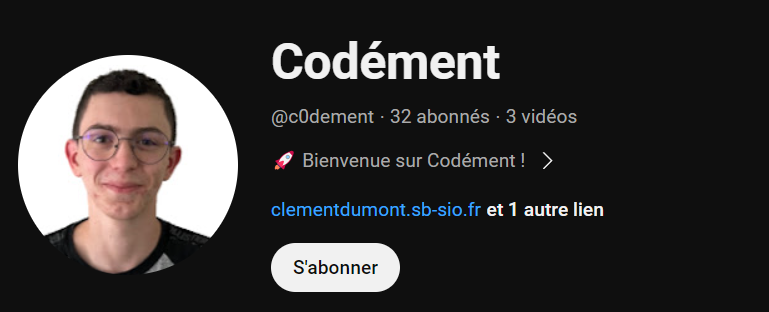 Codément
@c0dement · 32 abonnés · 3 vidéos
🚀 Bienvenue sur Codément !
clementdumont.sb-sio.fr et 1 autre lien
S'abonner